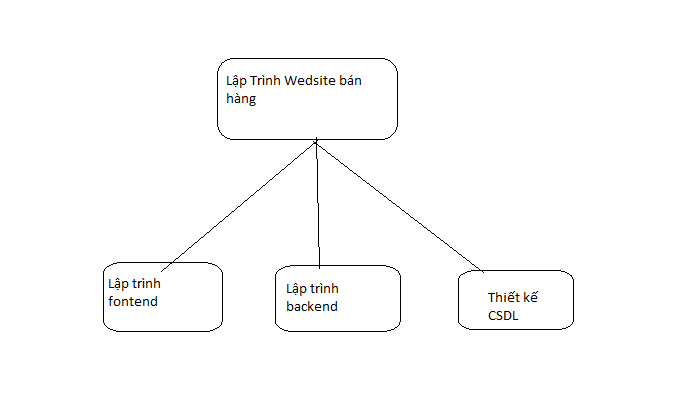 Lập Trình Wedsite bán
hàng
Lập trình
fontend
Lập trình
backend
Thiết kế
CSDL